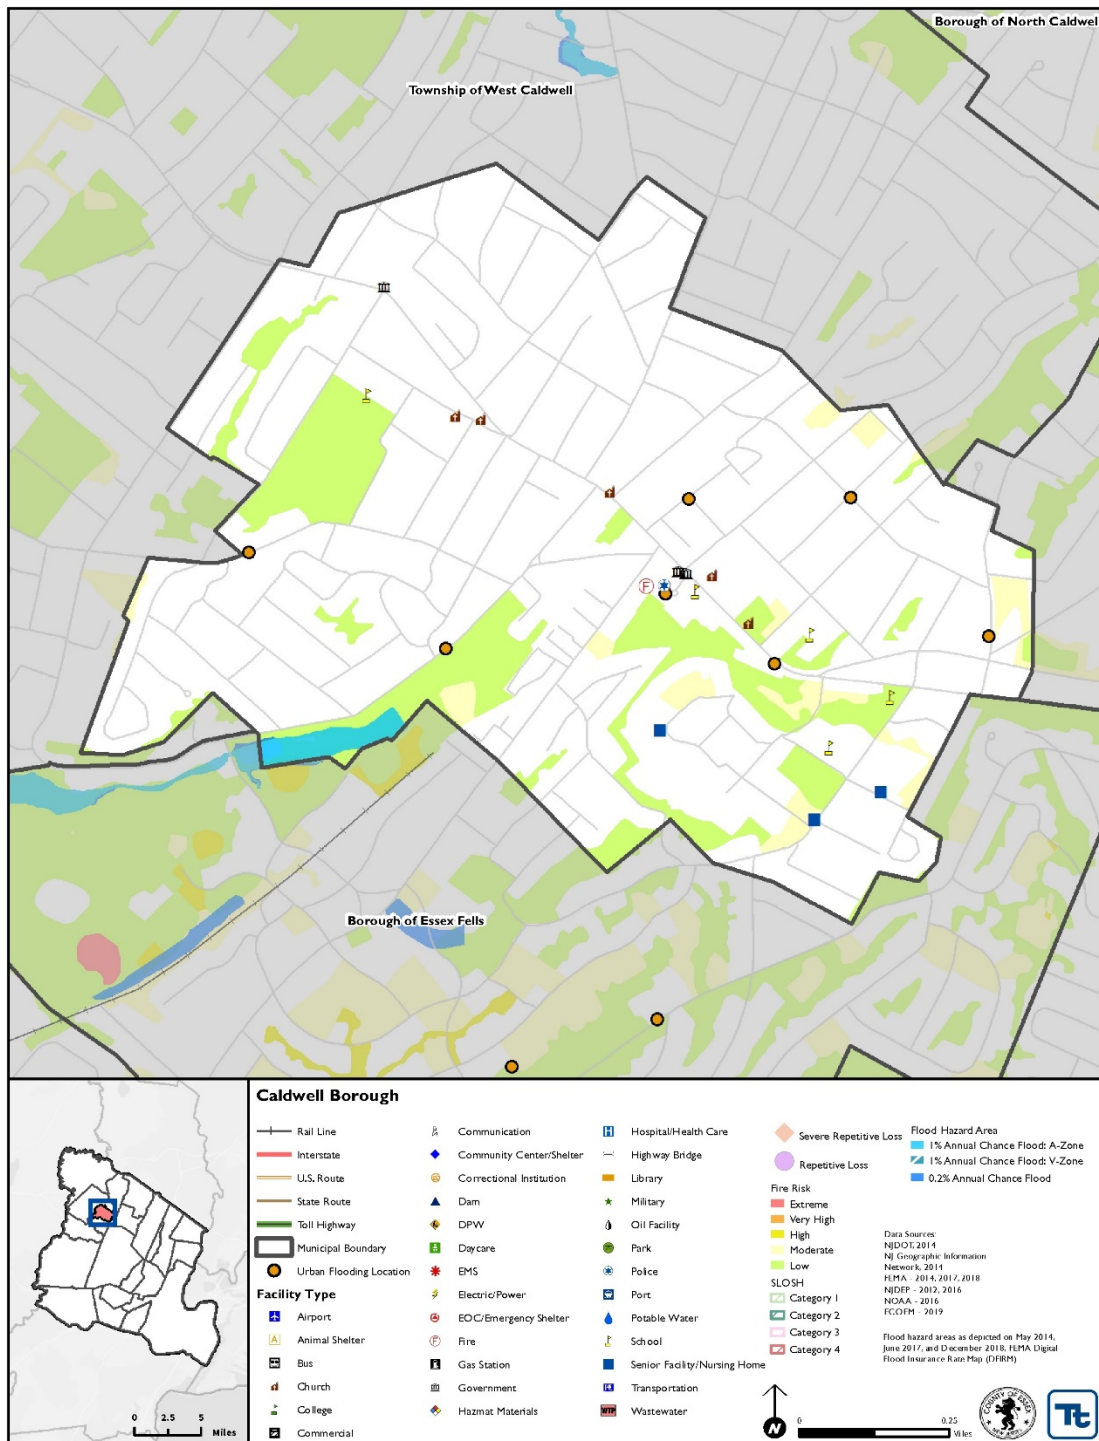 Borough of North Caldwel
Township of West Caldwell
Borough of Essex Fells
F
Caldwell Borough
Rail Line
Interstate
U.S. Route
State Route
Toll Highway
Municipal Boundary
Urban Flooding Location
Facility Type
Airport
A Animal Shelter
Bus
Church
College
Commercial
Communication
Community Center/Shelter
Correctional Institution
Dam
DPW
Daycare
EMS
Electric/Power
EOC/Emergency Shelter
F Fire
Gas Station
Government
Hazmat Materials
H Hospital/Health Care
Highway Bridge
Library
Military
Oil Facility
Park
Police
Port
Potable Water
School
Senior Facility/Nursing Home
Transportation
WTP Wastewater
Severe Repetitive Loss
Repetitive Loss
Fire Risk
Extreme
Very High
High
Moderate
Low
SLOSH
Category 1
Category 2
Category 3
Category 4
Flood Hazard Area
1% Annual Chance Flood: A-Zone
1% Annual Chance Flood: V-Zone
0.2% Annual Chance Flood
Data Sources:
NJDOT, 2014
NJ Geographic Information
Network, 2014
FEMA - 2014, 2017, 2018
NJDEP - 2012, 2016
NOAA - 2016
ECOEM - 2019
Flood hazard areas as depicted on May 2014,
June 2017, and December 2018, FEMA Digital
Flood Insurance Rate Map (DFIRM)
0 2.5 5
Miles
N
0 0.25
Miles
COUNTY OF ESSEX
NEW JERSEY
Tt